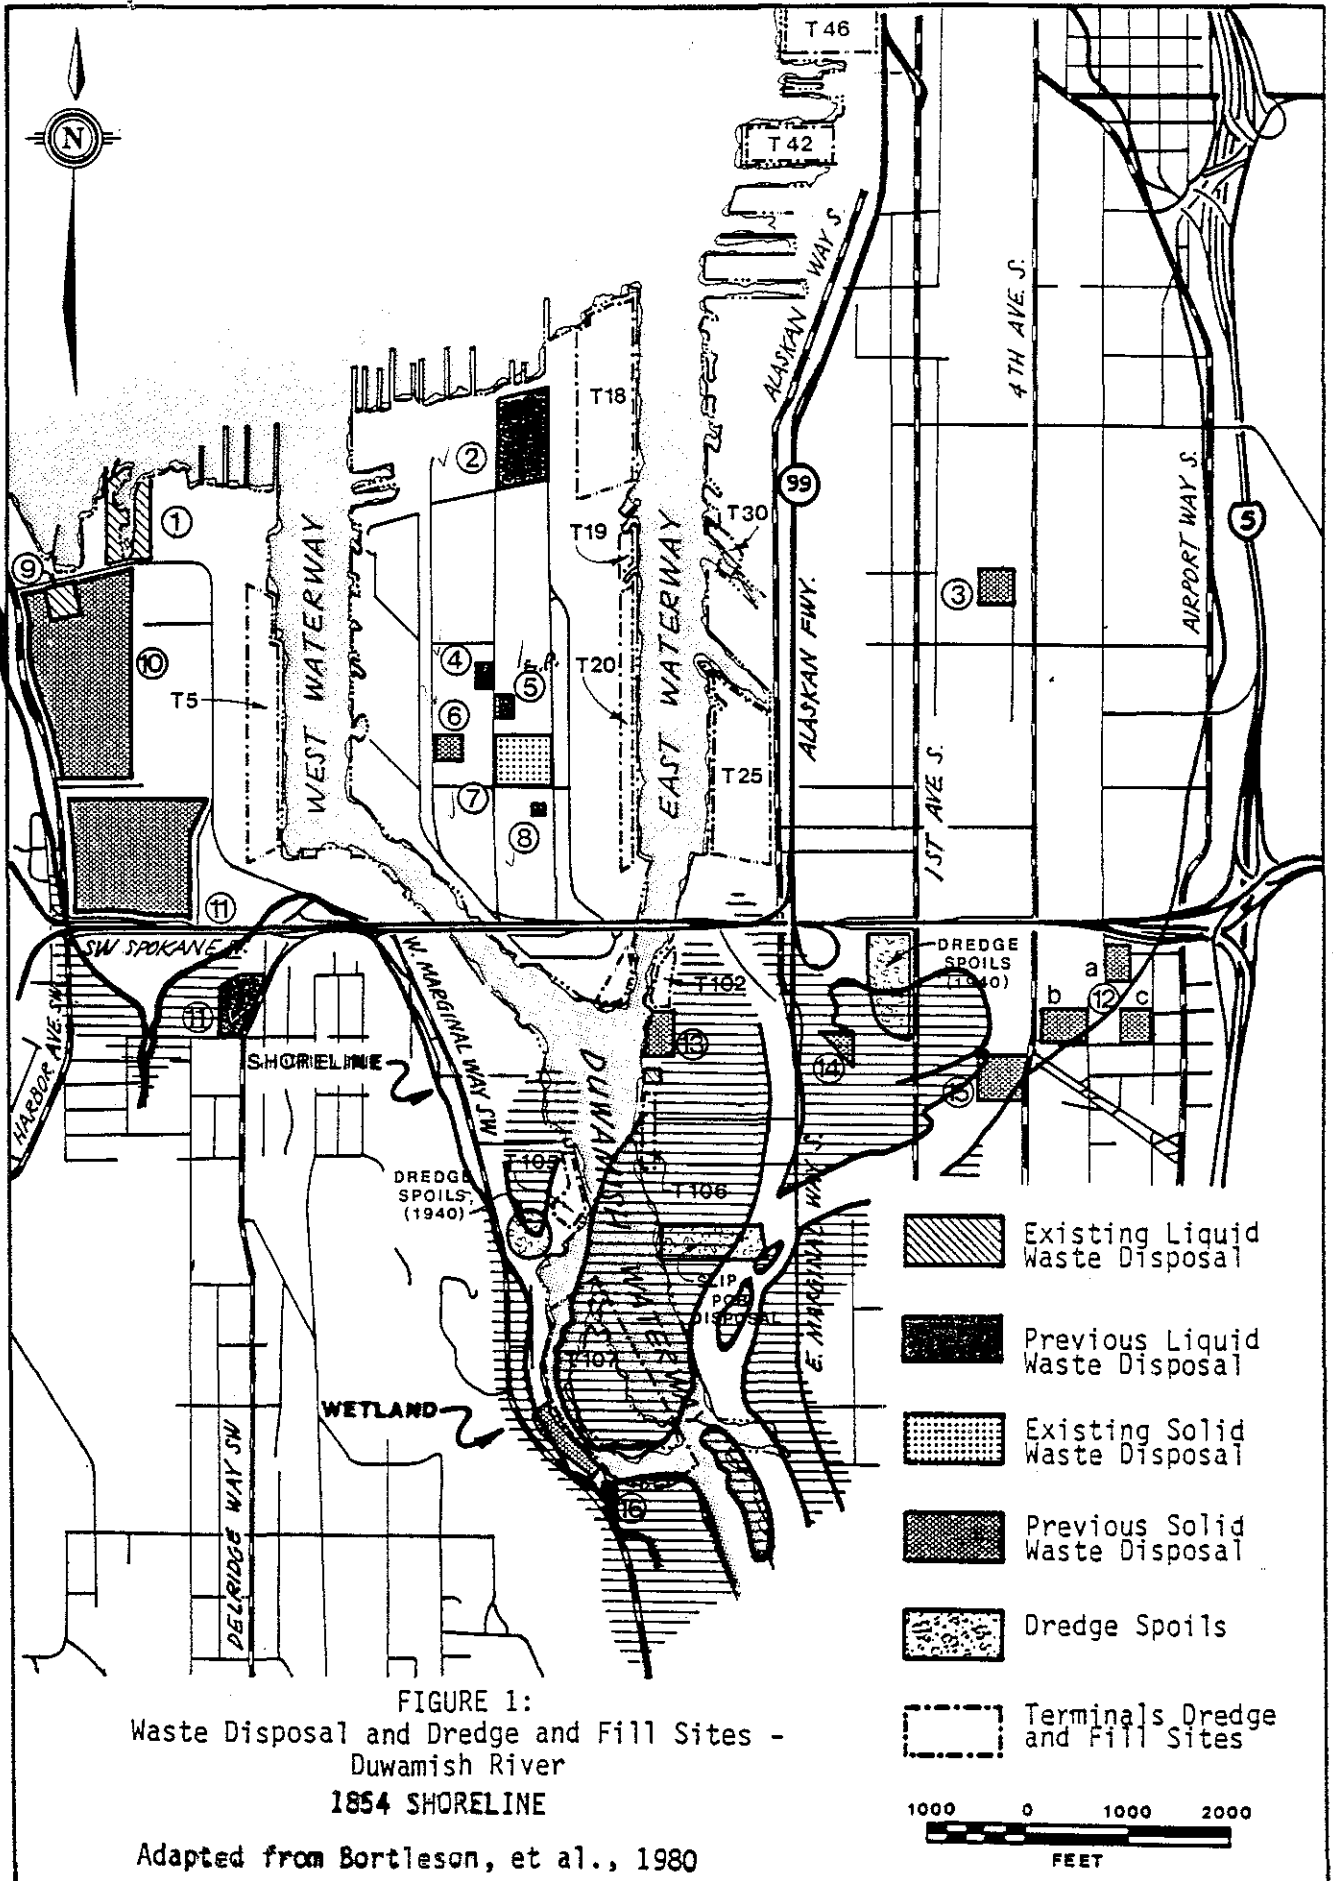 T46
N
T42
ALASKAN WAY S.
4TH AVE. S.
T18
2
99
AIRPORT WAY S.
5
1
T30
T19
WEST WATERWAY
EAST WATERWAY
ALASKAN FWY.
9
3
10
4
5
T20
T5
6
T25
7
8
1ST AVE S.
11
SW SPOKANE
W. MARGINAL WAY SW
DREDGE
SPOILS
(1940)
a
T102
b
12
c
HARBOR AVE. SW
11
13
14
SHORELINE
15
DUWAMISH WATERWAY
T105
DREDGE
SPOILS,
(1940)
T106
E. MARGINAL WAY S.
SLIP
FOR
DISPOSAL
T107
WETLAND
16
DELRIDGE WAY SW
Existing Liquid
Waste Disposal
Previous Liquid
Waste Disposal
Existing Solid
Waste Disposal
Previous Solid
Waste Disposal
Dredge Spoils
Terminals Dredge
and Fill Sites
FIGURE 1:
Waste Disposal and Dredge and Fill Sites -
Duwamish River
1854 SHORELINE
Adapted from Bortleson, et al., 1980
1000 0 1000 2000
FEET